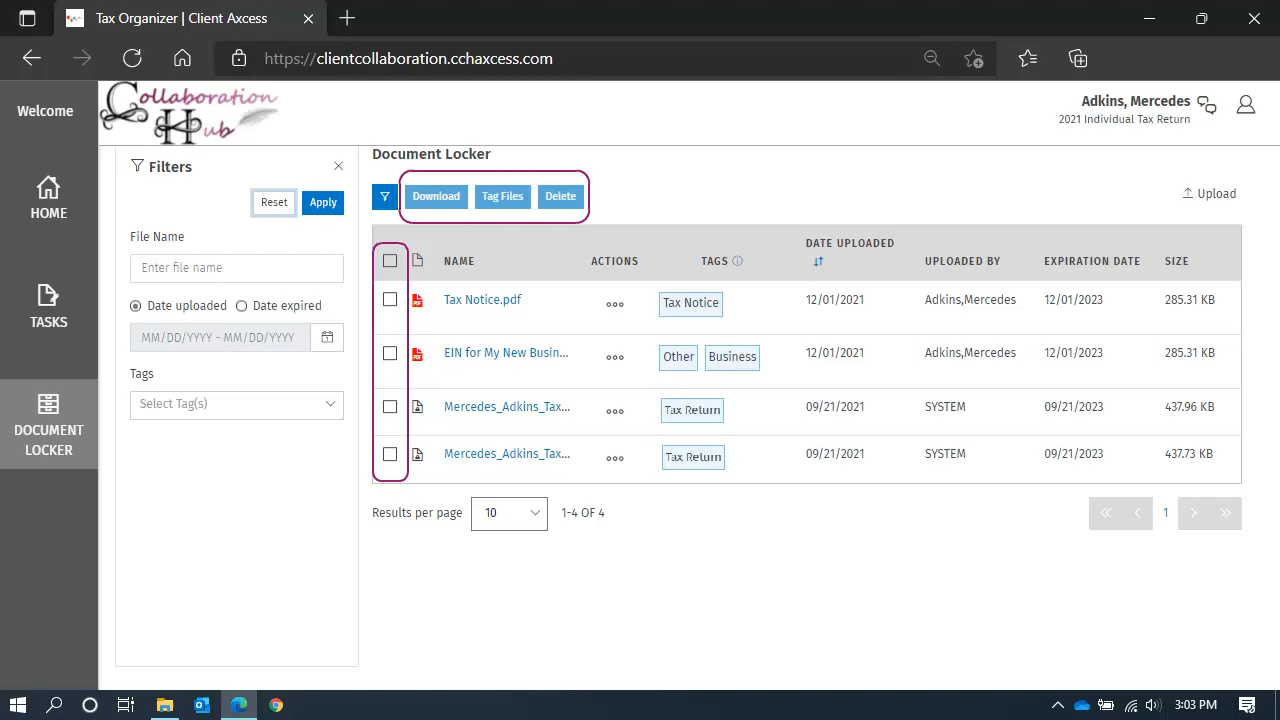 Tax Organizer | Client Axcess
https://clientcollaboration.cchaxcess.com
Welcome
Collaboration
Hub
Adkins, Mercedes
2021 Individual Tax Return
HOME
TASKS
DOCUMENT
LOCKER
Filters
Reset
Apply
File Name
Enter file name
Date uploaded
Date expired
MM/DD/YYYY - MM/DD/YYYY
Tags
Select Tag(s)
Document Locker
Download
Tag Files
Delete
Upload
NAME ACTIONS TAGS DATE UPLOADED UPLOADED BY EXPIRATION DATE SIZE
Tax Notice.pdf Tax Notice 12/01/2021 Adkins,Mercedes 12/01/2023 285.31 KB
EIN for My New Busin... Other Business 12/01/2021 Adkins,Mercedes 12/01/2023 285.31 KB
Mercedes_Adkins_Tax... Tax Return 09/21/2021 SYSTEM 09/21/2023 437.96 KB
Mercedes_Adkins_Tax... Tax Return 09/21/2021 SYSTEM 09/21/2023 437.73 KB
Results per page 10 1-4 OF 4
1
3:03 PM